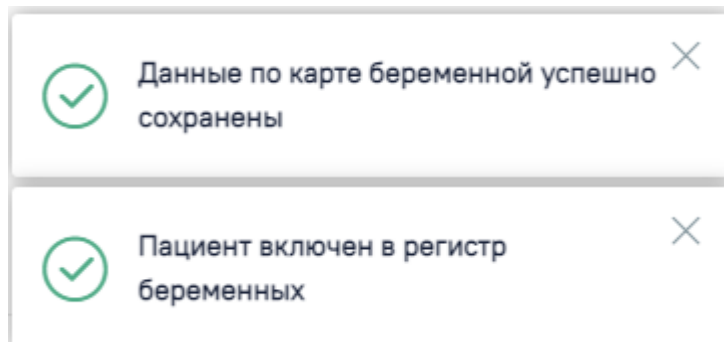 Данные по карте беременной успешно
сохранены
Пациент включен в регистр
беременных